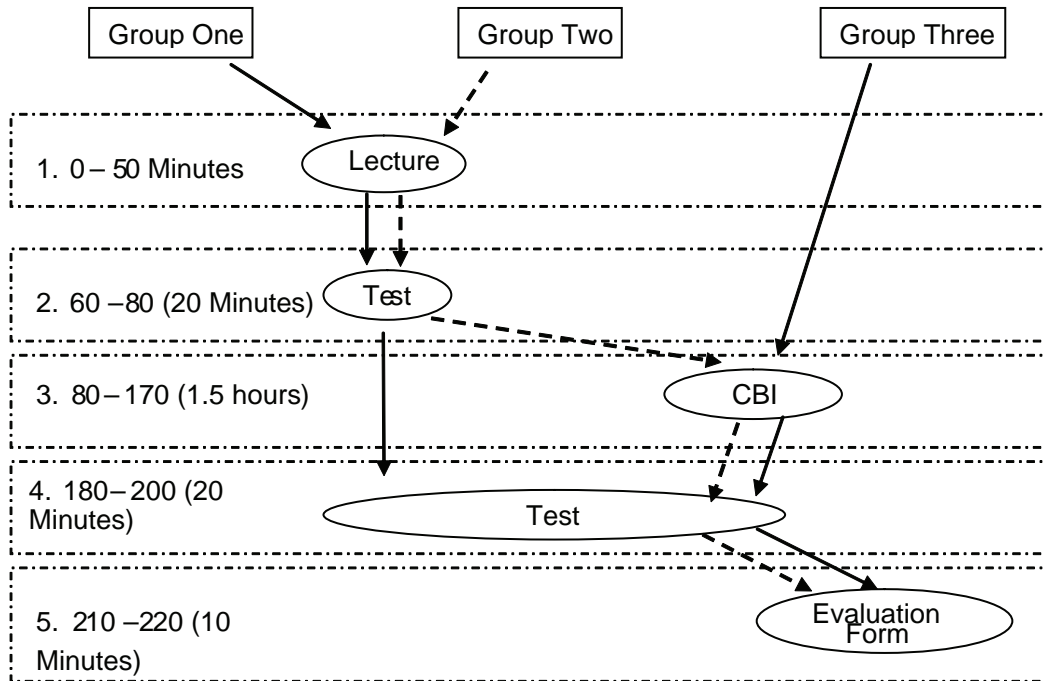 Group One
Group Two
Group Three
Lecture
1. 0 – 50 Minutes
Test
2. 60 – 80 (20 Minutes)
3. 80 – 170 (1.5 hours)
CBI
4. 180 – 200 (20
Minutes)
Test
Evaluation
Form
5. 210 – 220 (10
Minutes)